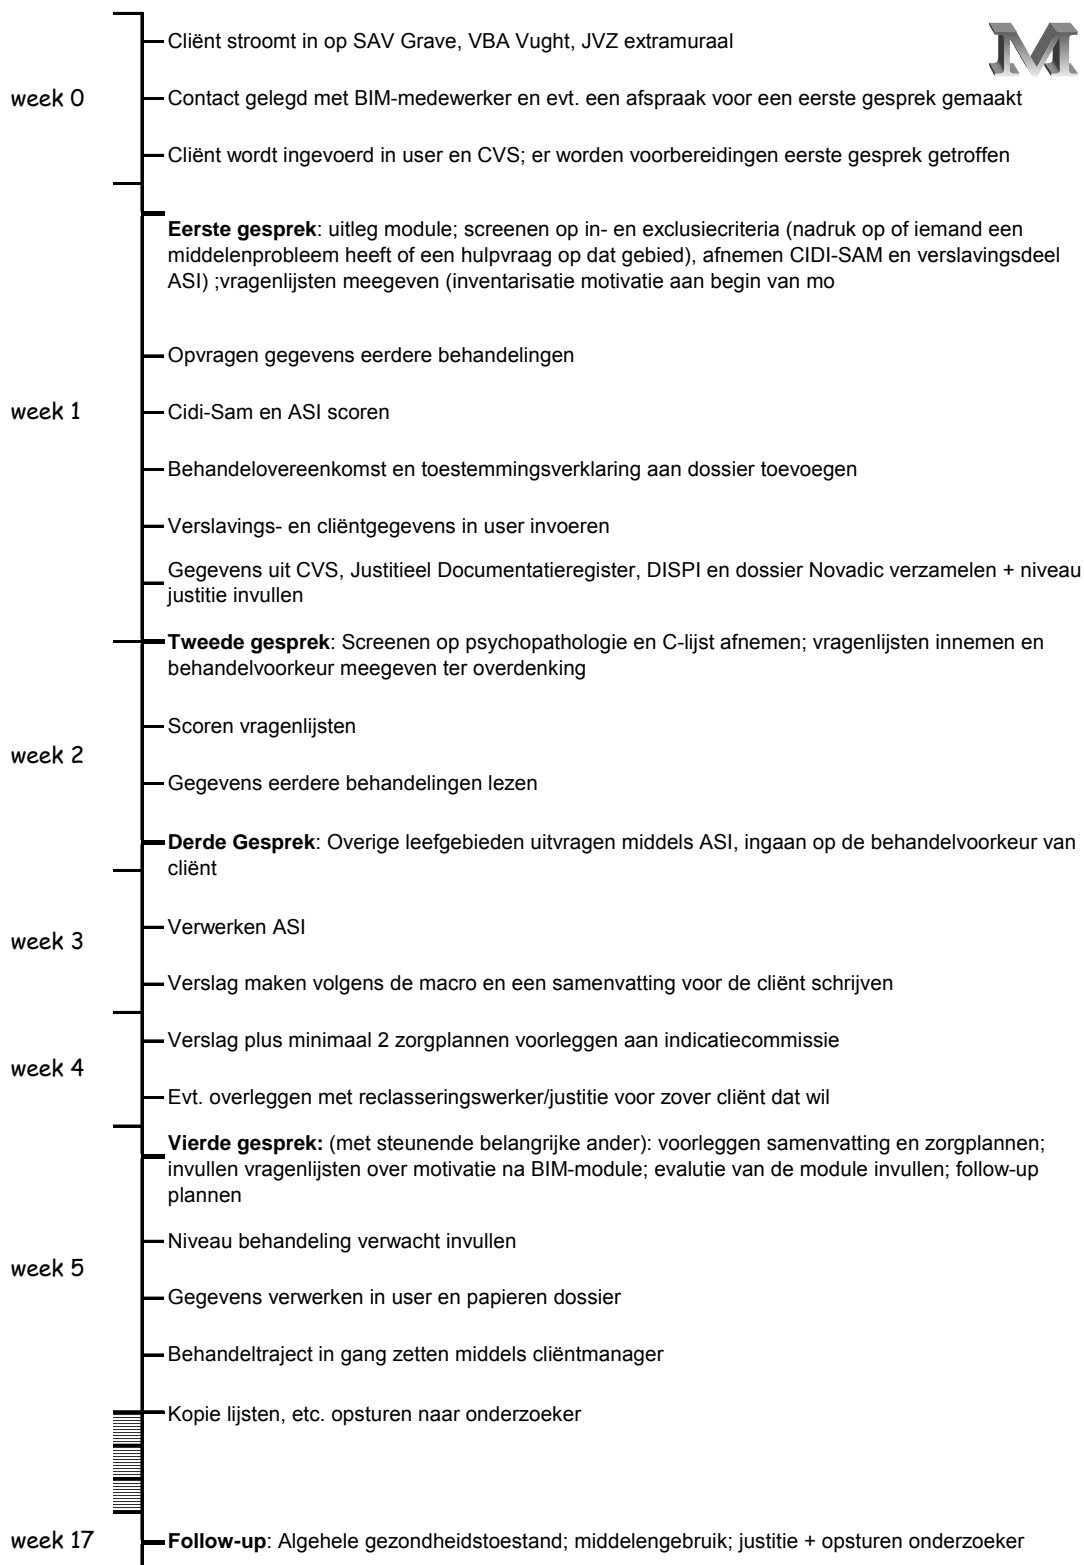 Cliënt stroomt in op SAV Grave, VBA Vught, JVZ extramuraal
M
week 0
Contact gelegd met BIM-medewerker en evt. een afspraak voor een eerste gesprek gemaakt
Cliënt wordt ingevoerd in user en CVS; er worden voorbereidingen eerste gesprek getroffen
Eerste gesprek: uitleg module; screenen op in- en exclusiecriteria (nadruk op of iemand een
middelenprobleem heeft of een hulpvraag op dat gebied), afnemen CIDI-SAM en verslavingsdeel
ASI) ;vragenlijsten meegeven (inventarisatie motivatie aan begin van mo
Opvragen gegevens eerdere behandelingen
week 1
Cidi-Sam en ASI scoren
Behandelovereenkomst en toestemmingsverklaring aan dossier toevoegen
Verslavings- en cliëntgegevens in user invoeren
Gegevens uit CVS, Justitieel Documentatieregister, DISPI en dossier Novadic verzamelen + niveau
justitie invullen
Tweede gesprek: Screenen op psychopathologie en C-lijst afnemen; vragenlijsten innemen en
behandelvoorkeur meegeven ter overdenking
Scoren vragenlijsten
week 2
Gegevens eerdere behandelingen lezen
Derde Gesprek: Overige leefgebieden uitvragen middels ASI, ingaan op de behandelvoorkeur van
cliënt
Verwerken ASI
week 3
Verslag maken volgens de macro en een samenvatting voor de cliënt schrijven
Verslag plus minimaal 2 zorgplannen voorleggen aan indicatiecommissie
week 4
Evt. overleggen met reclasseringswerker/justitie voor zover cliënt dat wil
Vierde gesprek: (met steunende belangrijke ander): voorleggen samenvatting en zorgplannen;
invullen vragenlijsten over motivatie na BIM-module; evalutie van de module invullen; follow-up
plannen
Niveau behandeling verwacht invullen
week 5
Gegevens verwerken in user en papieren dossier
Behandeltraject in gang zetten middels cliëntmanager
Kopie lijsten, etc. opsturen naar onderzoeker
week 17
Follow-up: Algehele gezondheidstoestand; middelengebruik; justitie + opsturen onderzoeker